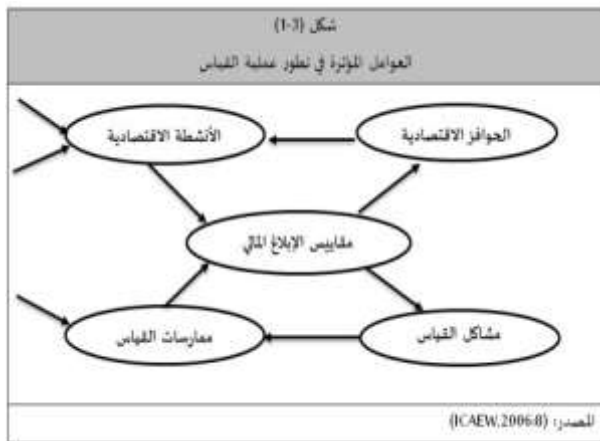 شكل (3-1)
العوامل المؤثرة في تطور عملية القياس
الحوافز الاقتصادية
الأنشطة الاقتصادية
مقاييس الإبلاغ المالي
مشاكل القياس
ممارسات القياس
المصدر: (ICAEW,2006:8)